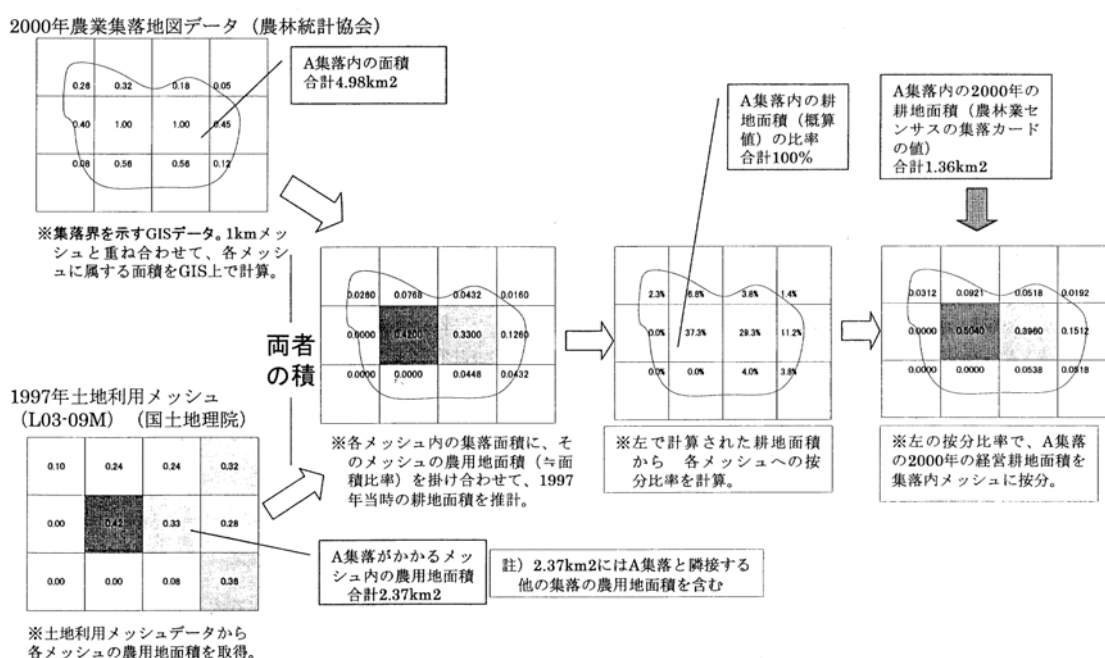 2000年農業集落地図データ（農林統計協会）
0.26 0.32 0.18 0.05
0.40 1.00 1.00 0.45
0.08 0.56 0.56 0.12
A集落内の面積
合計4.98km2
※集落界を示すGISデータ。1kmメッ
シュと重ね合わせて、各メッシ
ュに属する面積をGIS上で計算。
両者
の積
1997年土地利用メッシュ
（L03-09M）（国土地理院）
0.10 0.24 0.24 0.32
0.00 0.42 0.33 0.28
0.00 0.00 0.08 0.36
※土地利用メッシュデータから
各メッシュの農用地面積を取得。
A集落がかかるメッ
シュ内の農用地面積
合計2.37km2
註）2.37km2にはA集落と隣接する
他の集落の農用地面積を含む
0.0260 0.0768 0.0432 0.0160
0.0000 0.4200 0.3300 0.1260
0.0000 0.0000 0.0448 0.0432
※各メッシュ内の集落面積に、そ
のメッシュの農用地面積（≒面
積比率）を掛け合わせて、1997
年当時の耕地面積を推計。
A集落内の耕
地面積（概算
値）の比率
合計100%
2.3% 6.8% 3.8% 1.4%
0.0% 37.3% 29.3% 11.2%
0.0% 0.0% 4.0% 3.8%
※左で計算された耕地面積
から 各メッシュへの按
分比率を計算。
A集落内の2000年の
耕地面積（農林業セ
ンサスの集落カード
の値）
合計1.36km2
0.0312 0.0921 0.0518 0.0192
0.0000 0.5040 0.3960 0.1512
0.0000 0.0000 0.0538 0.0518
※左の按分比率で、A集落
の2000年の経営耕地面積を
集落内メッシュに按分。